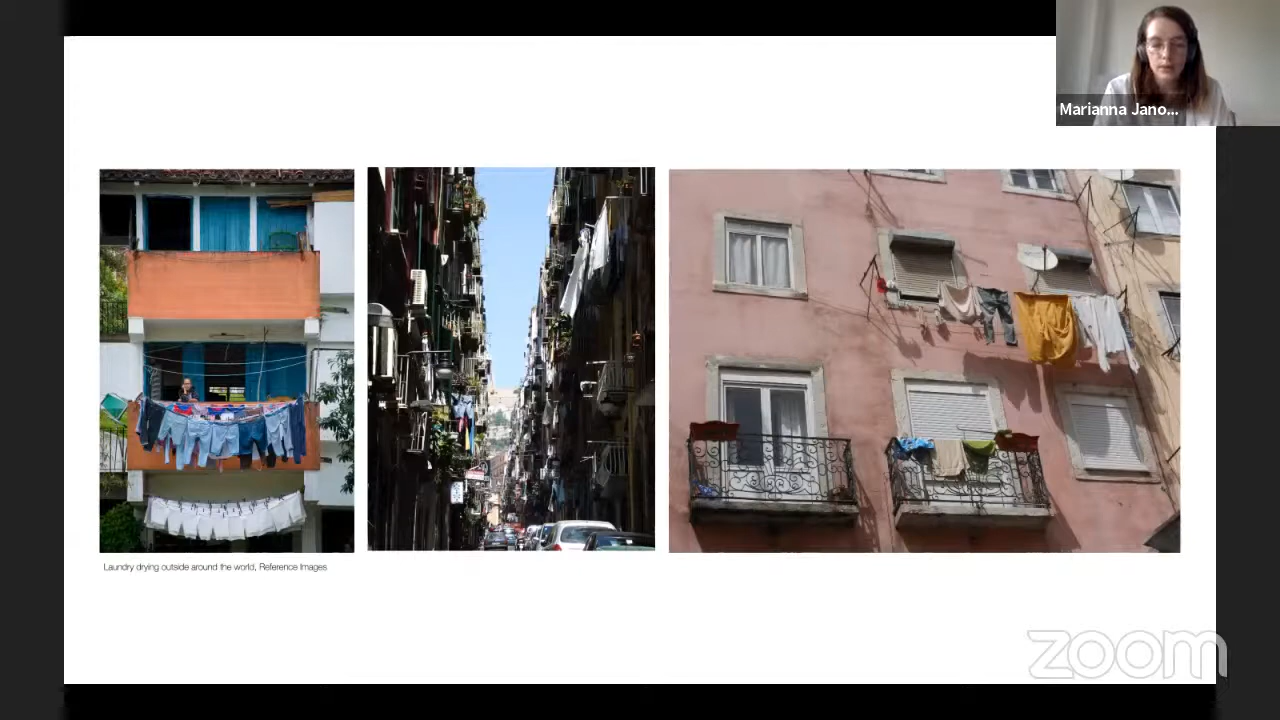 Marianna Jano...
Laundry drying outside around the world, Reference Images
zoom